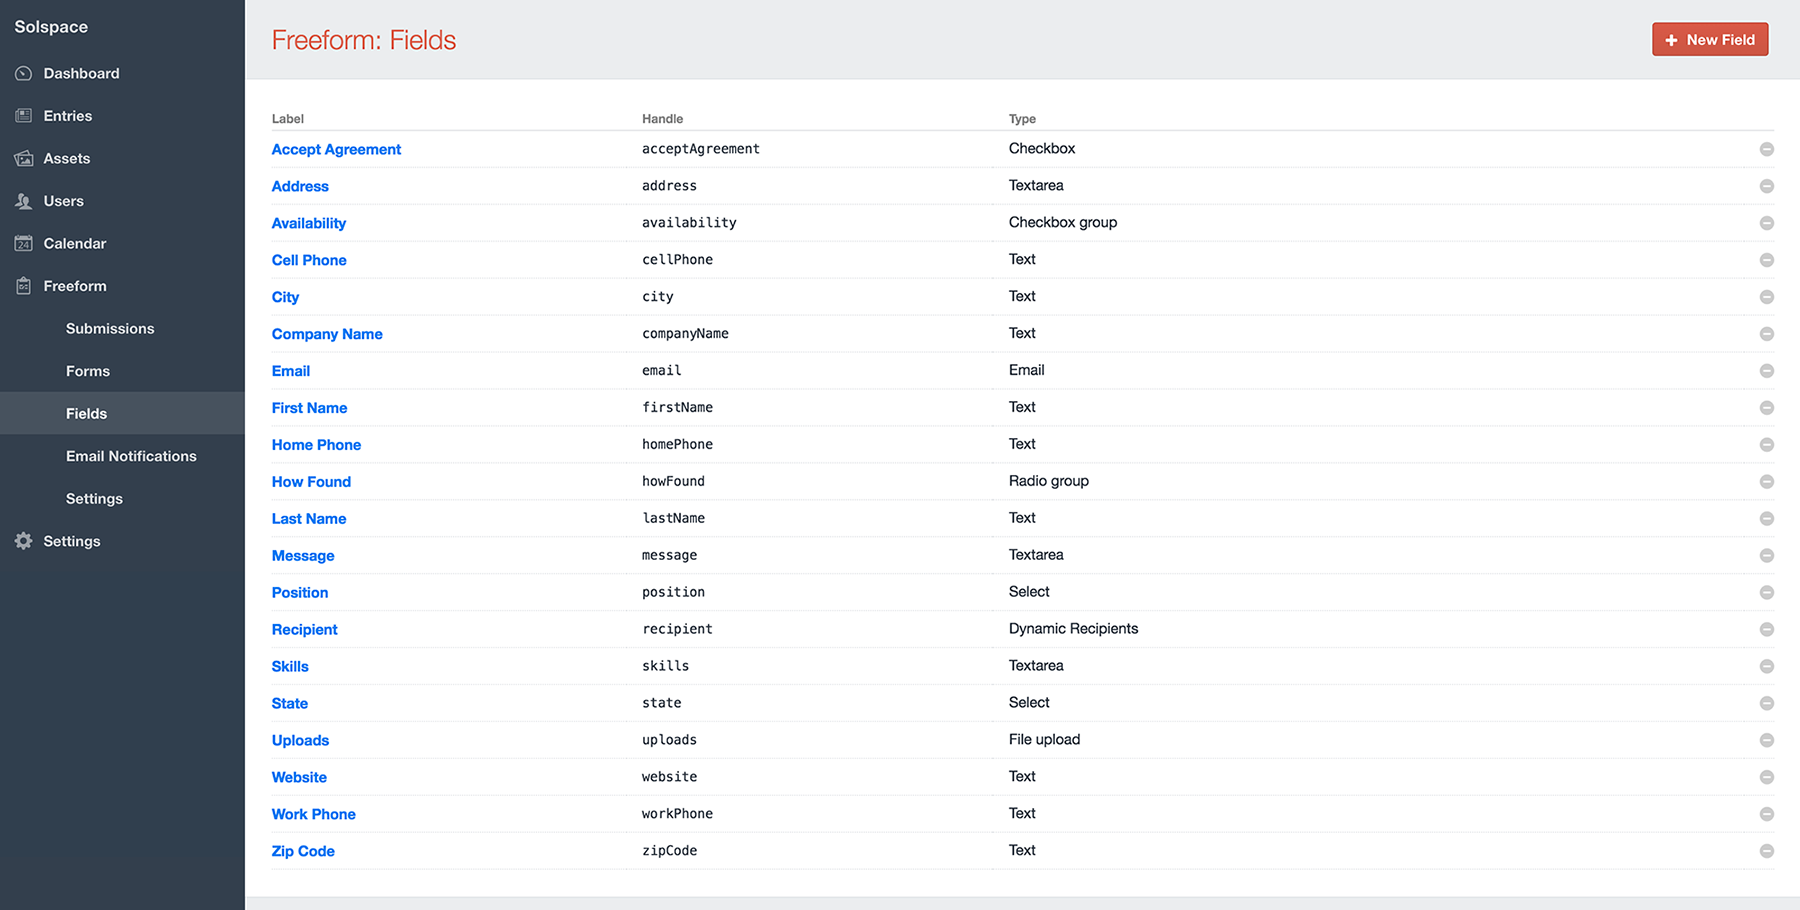 Solspace
Dashboard
Entries
Assets
Users
24 Calendar
Freeform
Submissions
Forms
Fields
Email Notifications
Settings
Settings
Freeform: Fields
+ New Field
Label Handle Type
Accept Agreement acceptAgreement Checkbox
Address address Textarea
Availability availability Checkbox group
Cell Phone cellPhone Text
City city Text
Company Name companyName Text
Email email Email
First Name firstName Text
Home Phone homePhone Text
How Found howFound Radio group
Last Name lastName Text
Message message Textarea
Position position Select
Recipient recipient Dynamic Recipients
Skills skills Textarea
State state Select
Uploads uploads File upload
Website website Text
Work Phone workPhone Text
Zip Code zipCode Text